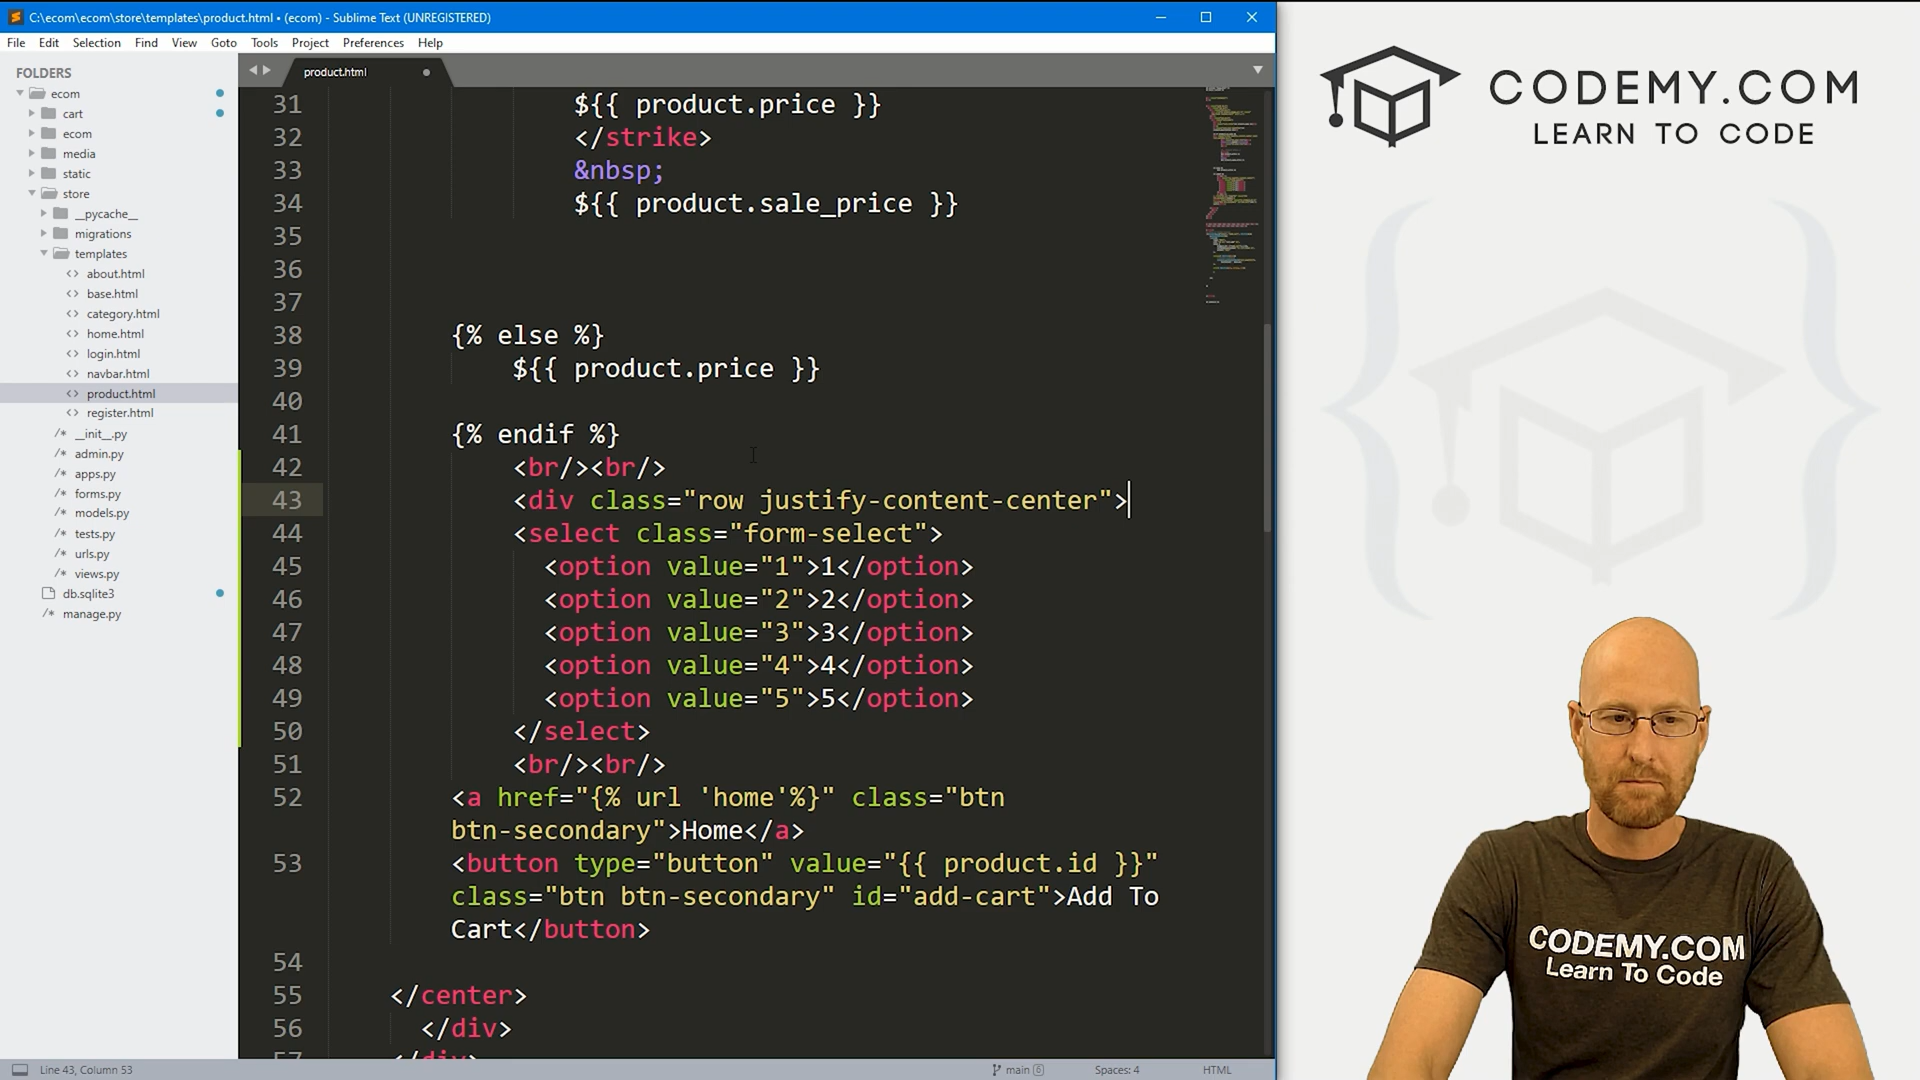 C:\ecom\ecom\store\templates\product.html • (ecom) - Sublime Text (UNREGISTERED)
File Edit Selection Find View Goto Tools Project Preferences Help
FOLDERS
ecom
cart
ecom
media
static
store
__pycache__
migrations
templates
about.html
base.html
category.html
home.html
login.html
navbar.html
product.html
register.html
__init__.py
admin.py
apps.py
forms.py
models.py
tests.py
urls.py
views.py
db.sqlite3
manage.py
product.html
31 ${{ product.price }}
32 </strike>
33 &nbsp;
34 ${{ product.sale_price }}
35
36
37
38 {% else %}
39 ${{ product.price }}
40
41 {% endif %}
42 <br/><br/>
43 <div class="row justify-content-center">
44 <select class="form-select">
45 <option value="1">1</option>
46 <option value="2">2</option>
47 <option value="3">3</option>
48 <option value="4">4</option>
49 <option value="5">5</option>
50 </select>
51 <br/><br/>
52 <a href="{% url 'home'%}" class="btn
btn-secondary">Home</a>
53 <button type="button" value="{{ product.id }}"
class="btn btn-secondary" id="add-cart">Add To
Cart</button>
54
55 </center>
56 </div>
57 </div>
Line 43, Column 53
main 6
Spaces: 4
HTML
CODEMY.COM
LEARN TO CODE
CODEMY.COM
Learn To Code